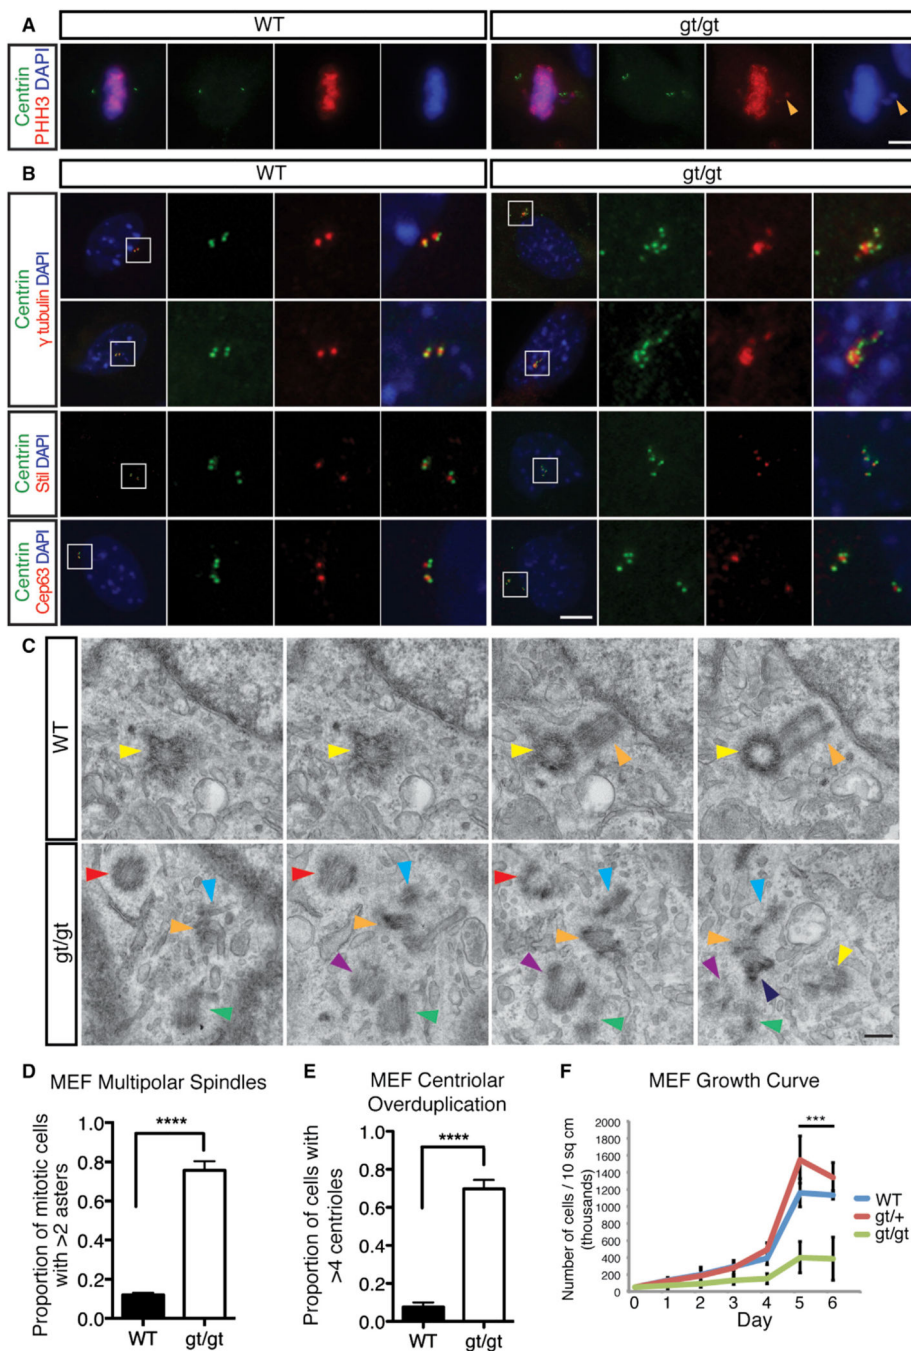 A
WT
gt/gt
Centrin
PHH3 DAPI
B
WT
gt/gt
Centrin
γ tubulin DAPI
Centrin
Stil DAPI
Centrin
Cep63 DAPI
C
WT
gt/gt
D
MEF Multipolar Spindles
Proportion of mitotic cells
with >2 asters
1.0
0.8
0.6
0.4
0.2
0.0
****
WT
gt/gt
E
MEF Centriolar
Overduplication
Proportion of cells with
>4 centrioles
1.0
0.8
0.6
0.4
0.2
0.0
****
WT
gt/gt
F
MEF Growth Curve
Number of cells / 10 sq cm
(thousands)
2000
1800
1600
1400
1200
1000
800
600
400
200
0
***
0 1 2 3 4 5 6
Day
WT
gt/+
gt/gt